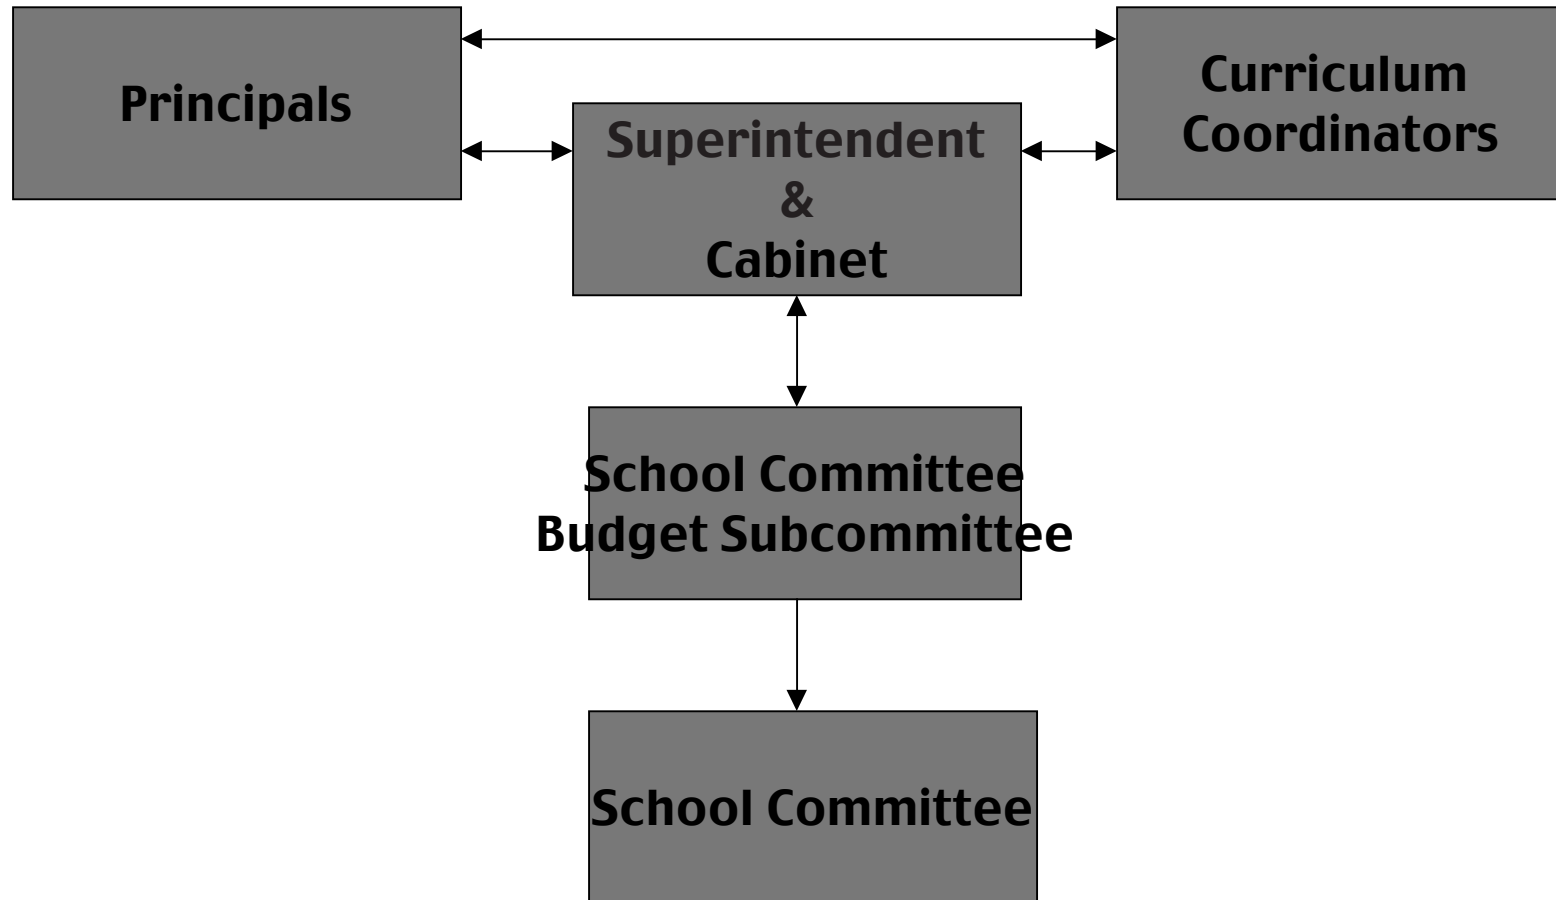 Principals
Curriculum
Coordinators
Superintendent
&
Cabinet
School Committee
Budget Subcommittee
School Committee